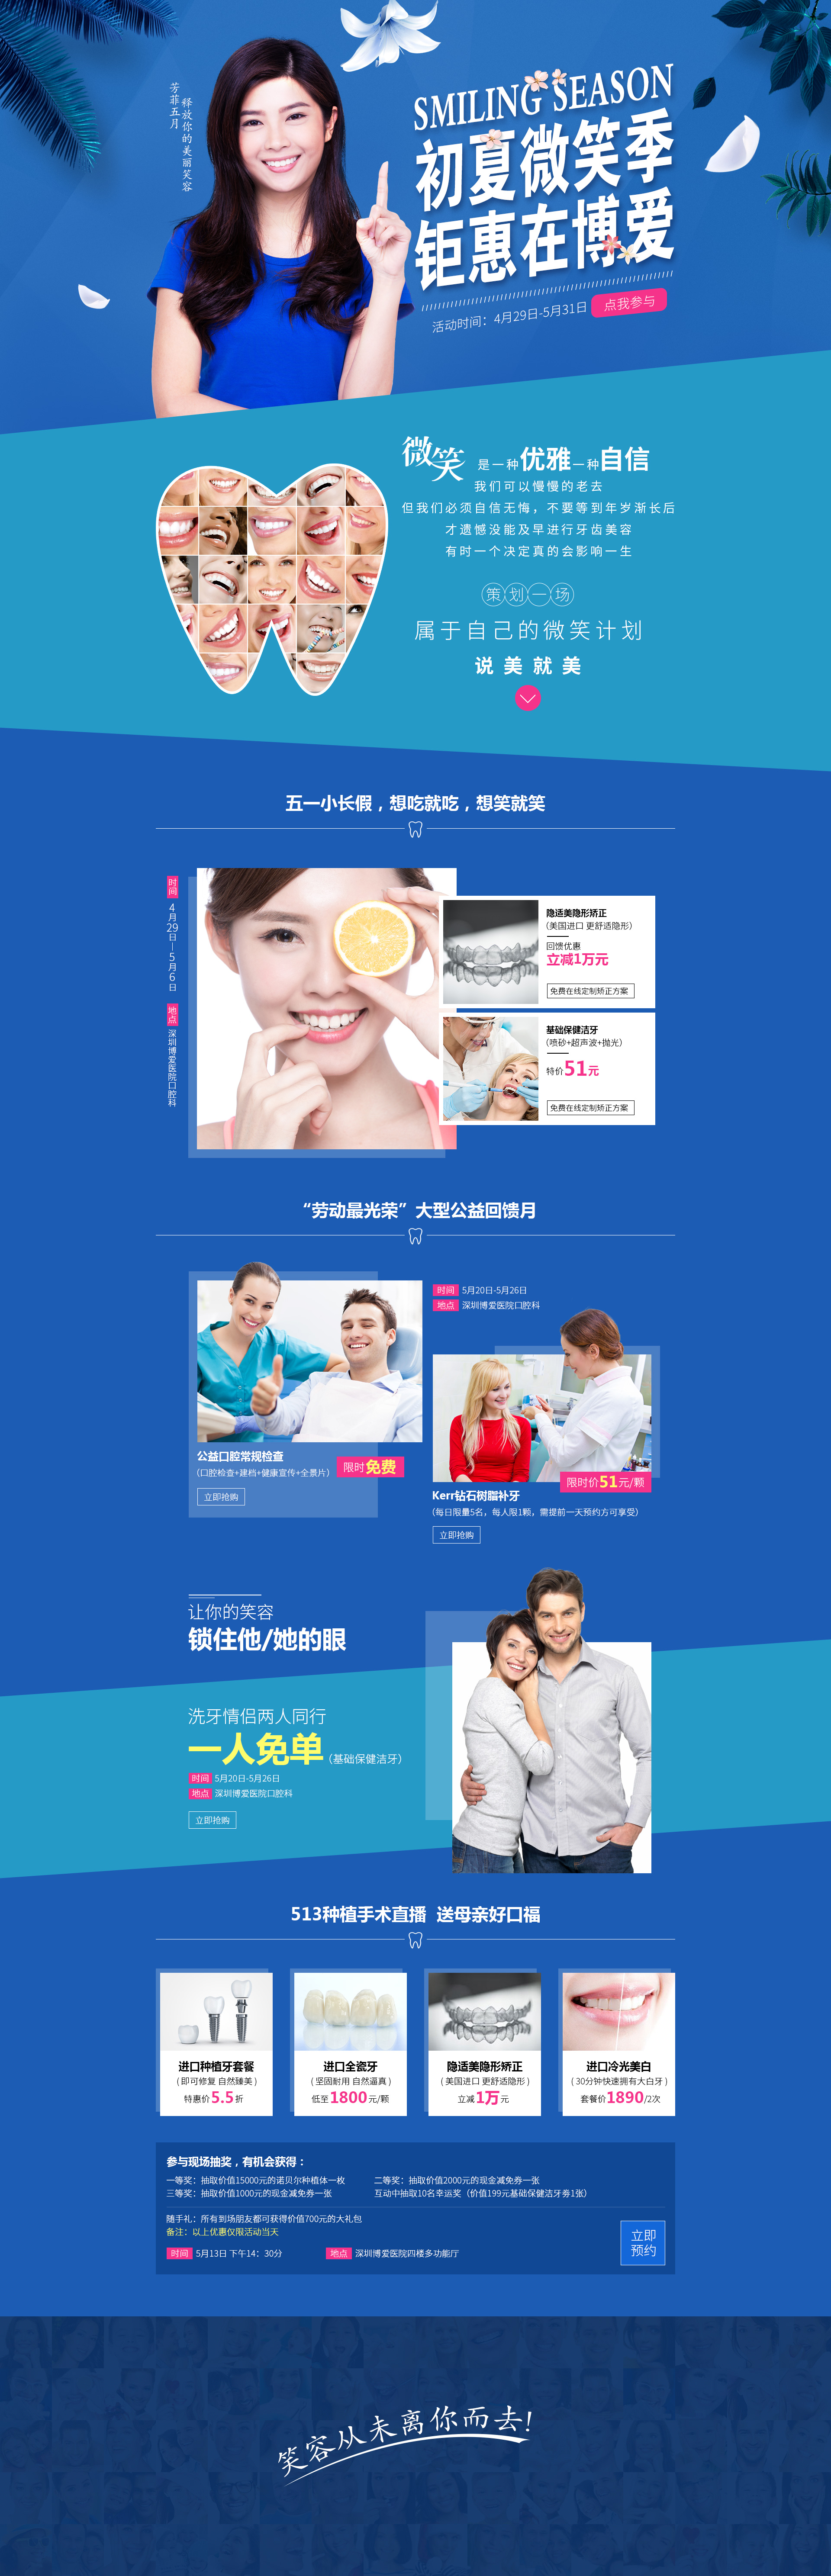 芳菲五月
释放你的美丽笑容
SMILING SEASON
初夏微笑季
钜惠在博爱
活动时间：4月29日-5月31日 点我参与
微笑 是一种优雅一种自信
我们可以慢慢的老去
但我们必须自信无悔，不要等到年岁渐长后
才遗憾没能及早进行牙齿美容
有时一个决定真的会影响一生
策划一场
属于自己的微笑计划
说美就美
五一小长假，想吃就吃，想笑就笑
时间 4月29日—5月6日
地点 深圳博爱医院口腔科
隐适美隐形矫正
（美国进口 更舒适隐形）
回馈优惠
立减1万元
免费在线定制矫正方案
基础保健洁牙
（喷砂+超声波+抛光）
特价51元
免费在线定制矫正方案
“劳动最光荣”大型公益回馈月
时间 5月20日-5月26日
地点 深圳博爱医院口腔科
公益口腔常规检查
（口腔检查+建档+健康宣传+全景片）
限时免费
立即抢购
限时价51元/颗
Kerr钻石树脂补牙
（每日限量5名，每人限1颗，需提前一天预约方可享受）
立即抢购
让你的笑容
锁住他/她的眼
洗牙情侣两人同行
一人免单（基础保健洁牙）
时间 5月20日-5月26日
地点 深圳博爱医院口腔科
立即抢购
513种植手术直播 送母亲好口福
进口种植牙套餐
（即可修复 自然臻美）
特惠价5.5折
进口全瓷牙
（坚固耐用 自然逼真）
低至1800元/颗
隐适美隐形矫正
（美国进口 更舒适隐形）
立减1万元
进口冷光美白
（30分钟快速拥有大白牙）
套餐价1890/2次
参与现场抽奖，有机会获得：
一等奖：抽取价值15000元的诺贝尔种植体一枚 二等奖：抽取价值2000元的现金减免券一张
三等奖：抽取价值1000元的现金减免券一张 互动中抽取10名幸运奖（价值199元基础保健洁牙券1张）
随手礼：所有到场朋友都可获得价值700元的大礼包
备注：以上优惠仅限活动当天
时间 5月13日 下午14：30分 地点 深圳博爱医院四楼多功能厅
立即
预约
笑容从未离你而去！